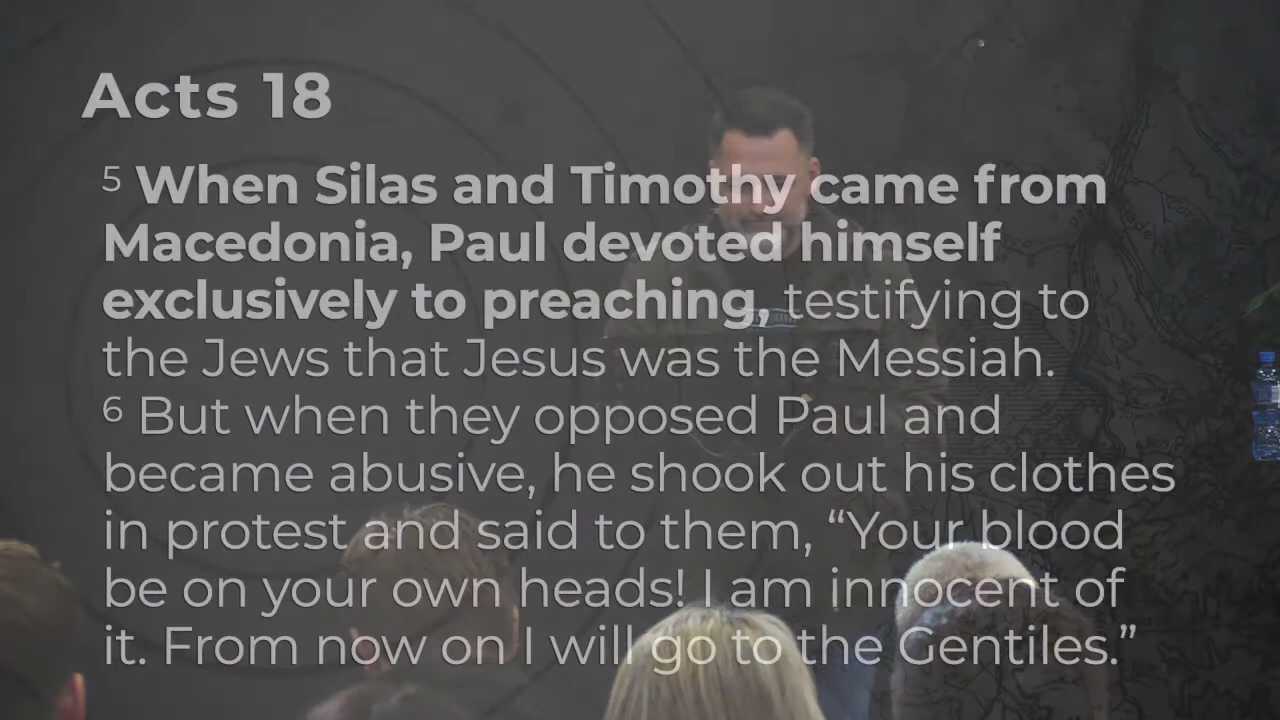 Acts 18
5 When Silas and Timothy came from
Macedonia, Paul devoted himself
exclusively to preaching, testifying to
the Jews that Jesus was the Messiah.
6 But when they opposed Paul and
became abusive, he shook out his clothes
in protest and said to them, “Your blood
be on your own heads! I am innocent of
it. From now on I will go to the Gentiles.”